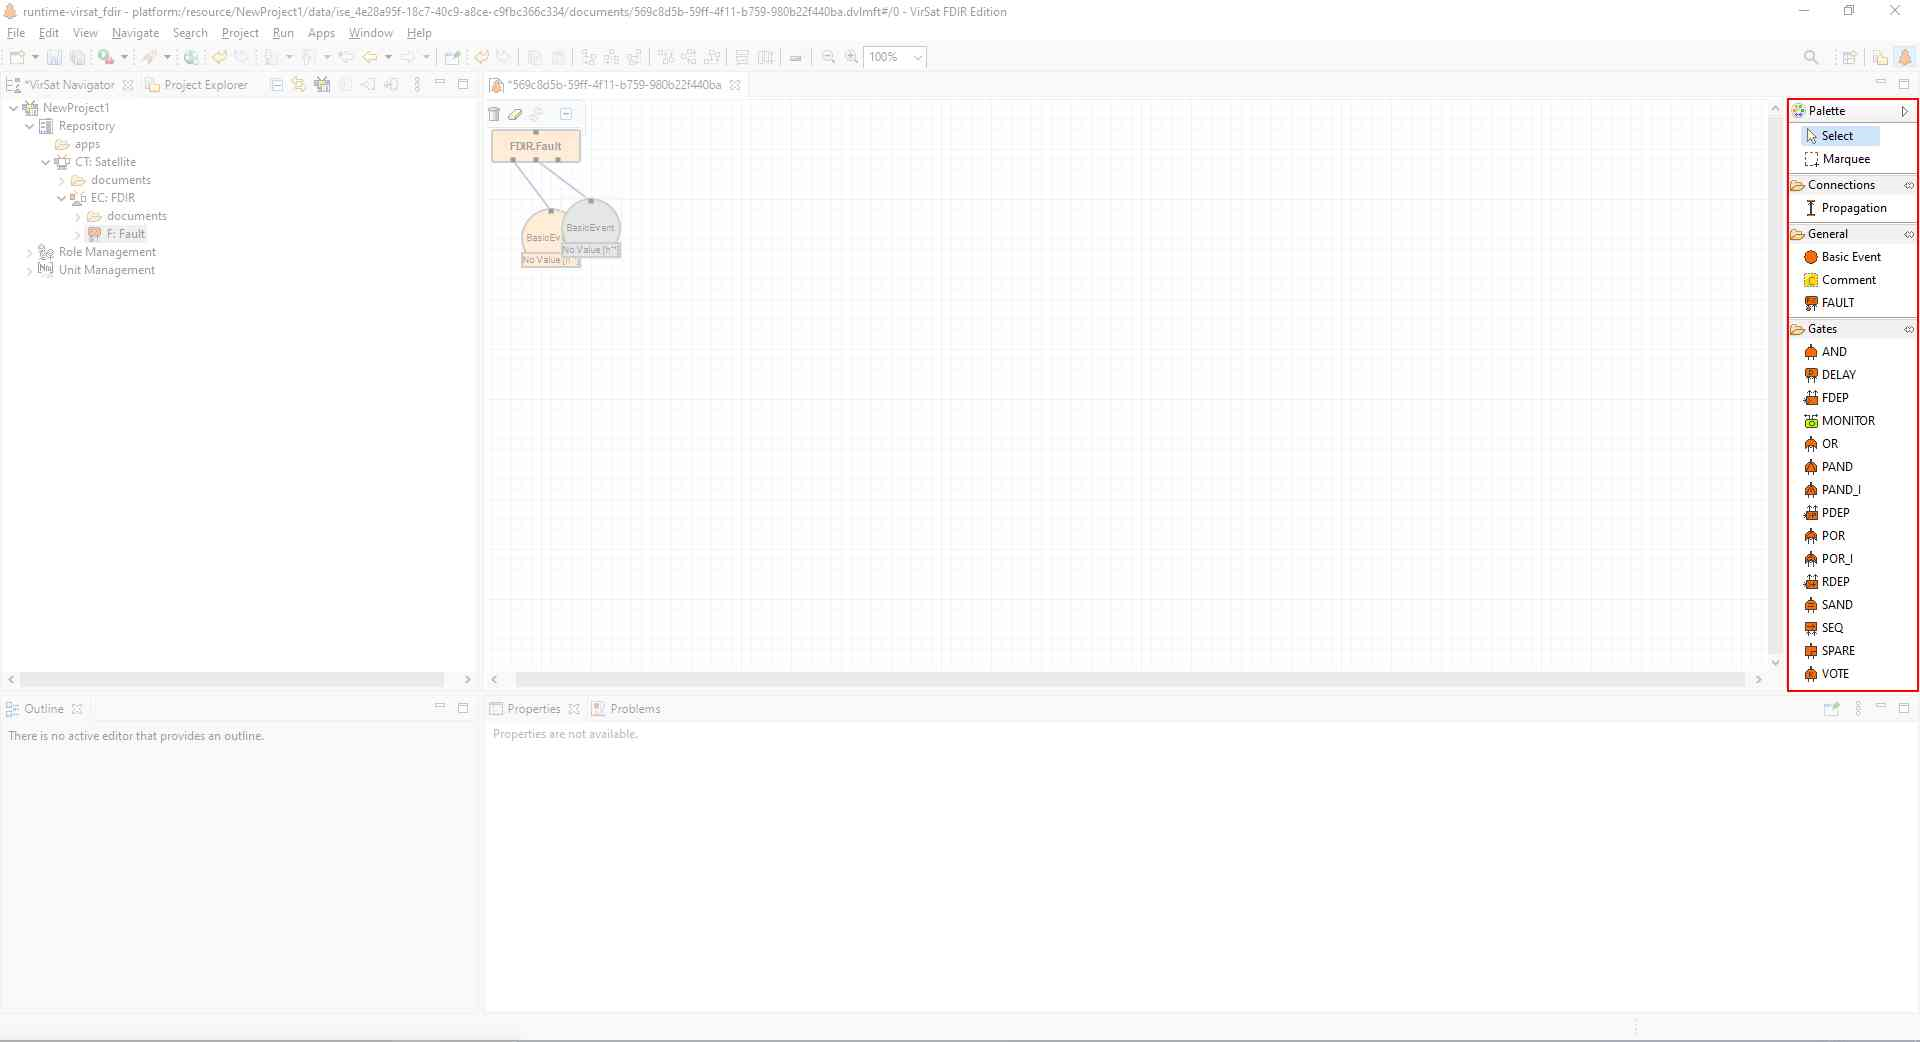 runtime-virsat_fdir - platform:/resource/NewProject1/data/ise_4e28a95f-18c7-40c9-a8ce-c9fbc366c334/documents/569c8d5b-59ff-4f11-b759-980b22f440ba.dvlmft#/0 - VirSat FDIR Edition
File Edit View Navigate Search Project Run Apps Window Help
100%
*VirSat Navigator Project Explorer
*569c8d5b-59ff-4f11-b759-980b22f440ba
NewProject1
Repository
apps
CT: Satellite
documents
EC: FDIR
documents
F: Fault
Role Management
Unit Management
FDIR.Fault
BasicEvent
No Value [h^-]
BasicEv
No Value
Palette
Select
Marquee
Connections
Propagation
General
Basic Event
Comment
FAULT
Gates
AND
DELAY
FDEP
MONITOR
OR
PAND
PAND_I
PDEP
POR
POR_I
RDEP
SAND
SEQ
SPARE
VOTE
Outline
There is no active editor that provides an outline.
Properties Problems
Properties are not available.